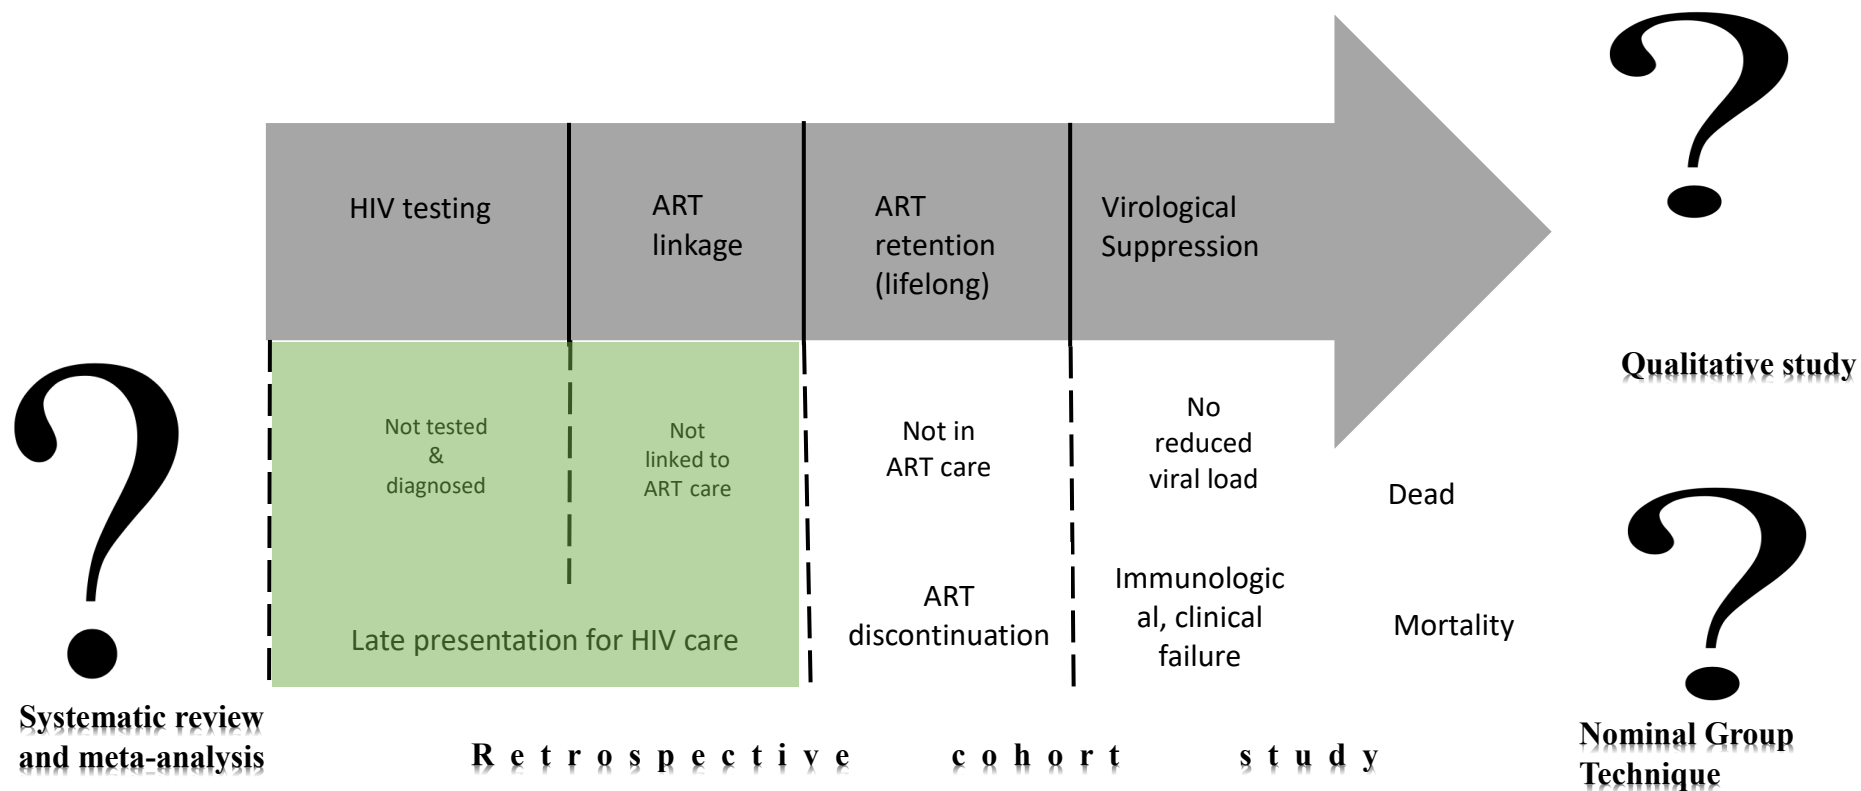 HIV testing
ART
linkage
ART
retention
(lifelong)
Virological
Suppression
?
Qualitative study
?
Not tested
&
diagnosed
Not
linked to
ART care
Not in
ART care
No
reduced
viral load
Dead
?
Late presentation for HIV care
ART
discontinuation
Immunologic
al, clinical
failure
Mortality
Systematic review
and meta-analysis
Retrospective cohort study
Nominal Group
Technique